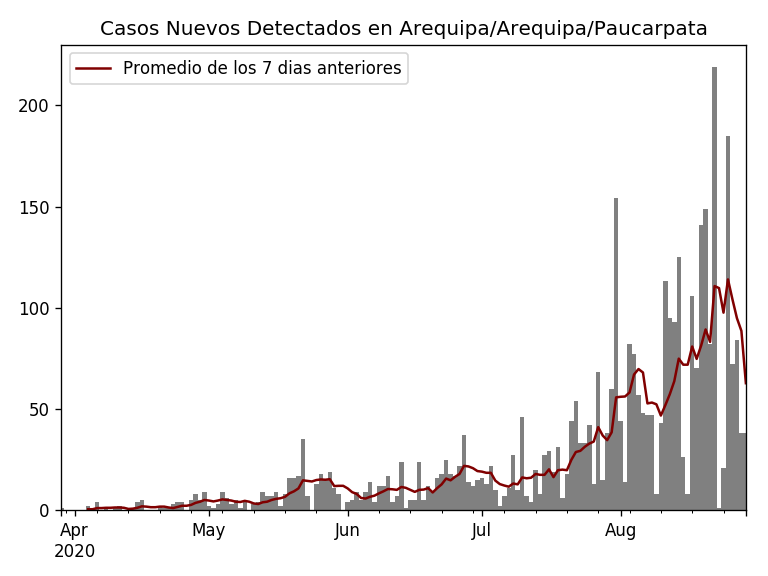 Casos Nuevos Detectados en Arequipa/Arequipa/Paucarpata
Promedio de los 7 dias anteriores
200
150
100
50
0
Apr May Jun Jul Aug
2020